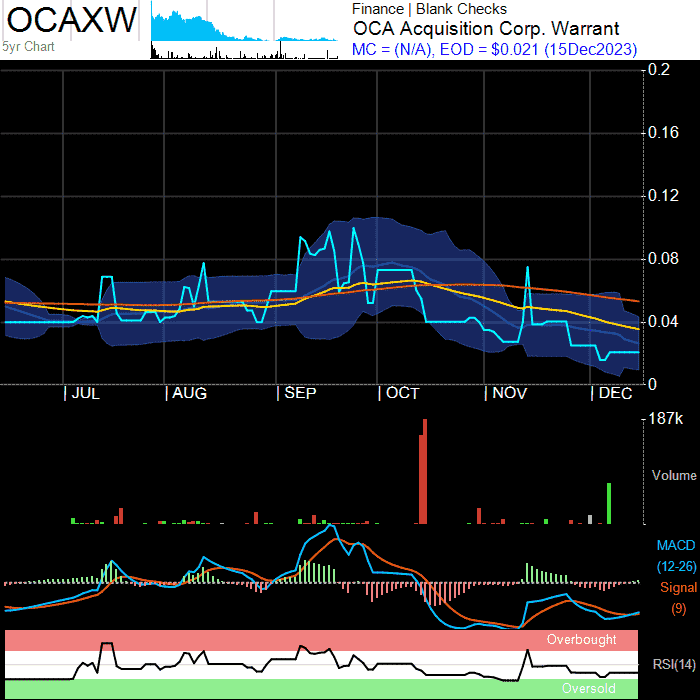 OCAXW
5yr Chart
Finance | Blank Checks
OCA Acquisition Corp. Warrant
MC = (N/A), EOD = $0.021 (15Dec2023)
0.2
0.16
0.12
0.08
0.04
0
JUL AUG SEP OCT NOV DEC
187k
Volume
MACD
(12-26)
Signal
(9)
Overbought
RSI(14)
Oversold